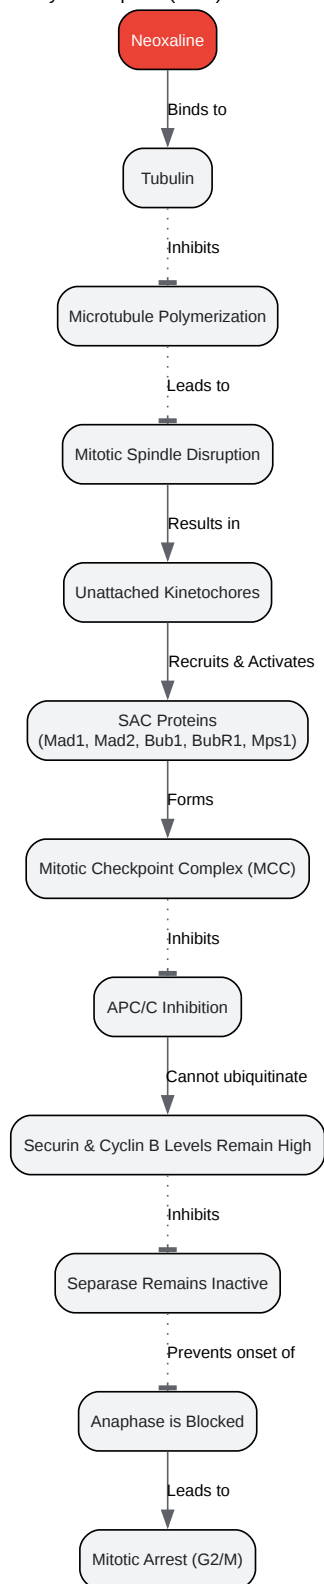 Neoxaline
Binds to
Tubulin
Inhibits
Microtubule Polymerization
Leads to
Mitotic Spindle Disruption
Results in
Unattached Kinetochores
Recruits & Activates
SAC Proteins
(Mad1, Mad2, Bub1, BubR1, Mps1)
Forms
Mitotic Checkpoint Complex (MCC)
Inhibits
APC/C Inhibition
Cannot ubiquitinate
Securin & Cyclin B Levels Remain High
Inhibits
Separase Remains Inactive
Prevents onset of
Anaphase is Blocked
Leads to
Mitotic Arrest (G2/M)